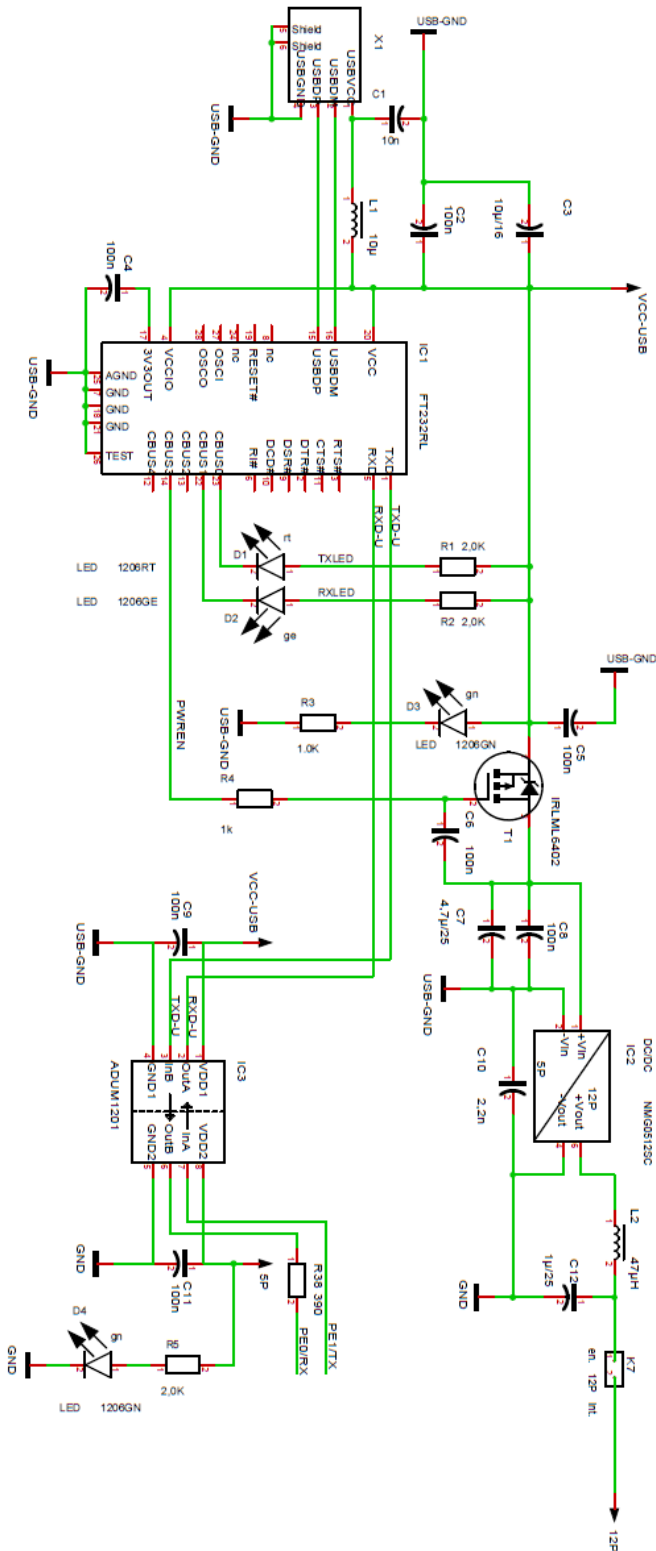 USB-GND
Shield
Shield
X1
USBVCC
USBDM
USBDP
USBGND
USB-GND
C1
10n
L1
10µ
C2
100n
C3
10µ/16
VCC-USB
C4
100n
USB-GND
IC1
FT232RL
VCC
USBDM
USBDP
nc
RESET#
nc
OSCI
OSCO
VCCIO
3V3OUT
AGND
GND
GND
GND
TEST
TXD
RXD
RTS#
CTS#
DTR#
DSR#
DCD#
RI#
CBUS0
CBUS1
CBUS2
CBUS3
CBUS4
TXD-U
RXD-U
LED 1206RT
LED 1206GE
D1
rt
TXLED
R1 2,0K
D2
ge
RXLED
R2 2,0K
PWREN
USB-GND
R3
1.0K
D3
gn
LED 1206GN
C5
100n
USB-GND
R4
1k
IRLML6402
T1
C6
100n
C7
4,7µ/25
C8
100n
USB-GND
VCC-USB
C9
100n
USB-GND
TXD-U
RXD-U
IC3
ADUM1201
VDD1
OutA
InB
GND1
VDD2
InA
OutB
GND2
C10
2,2n
DC/DC
IC2
NMG0512SC
+Vin
-Vin
5P
12P
+Vout
-Vout
L2
47µH
C12
1µ/25
GND
K7
en. 12P Int.
12P
GND
C11
100n
5P
R38 390
PE0/RX
PE1/TX
D4
R5
2,0K
LED 1206GN
GND